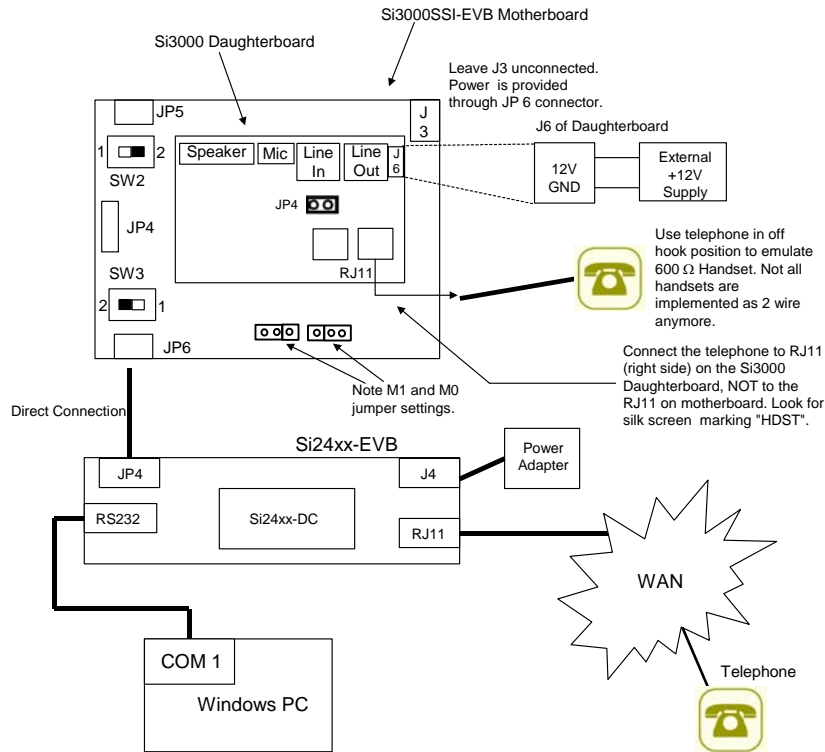 Si3000SSI-EVB Motherboard
Si3000 Daughterboard
Leave J3 unconnected.
Power is provided
through JP 6 connector.
JP5
J
3
J6 of Daughterboard
1
2
SW2
Speaker
Mic
Line
In
Line
Out
J
6
12V
GND
External
+12V
Supply
JP4
JP4
RJ11
Use telephone in off
hook position to emulate
600 Ω Handset. Not all
handsets are
implemented as 2 wire
anymore.
SW3
2
1
JP6
Note M1 and M0
jumper settings.
Connect the telephone to RJ11
(right side) on the Si3000
Daughterboard, NOT to the
RJ11 on motherboard. Look for
silk screen marking "HDST".
Direct Connection
Si24xx-EVB
Power
Adapter
JP4
J4
RS232
Si24xx-DC
RJ11
WAN
COM 1
Windows PC
Telephone